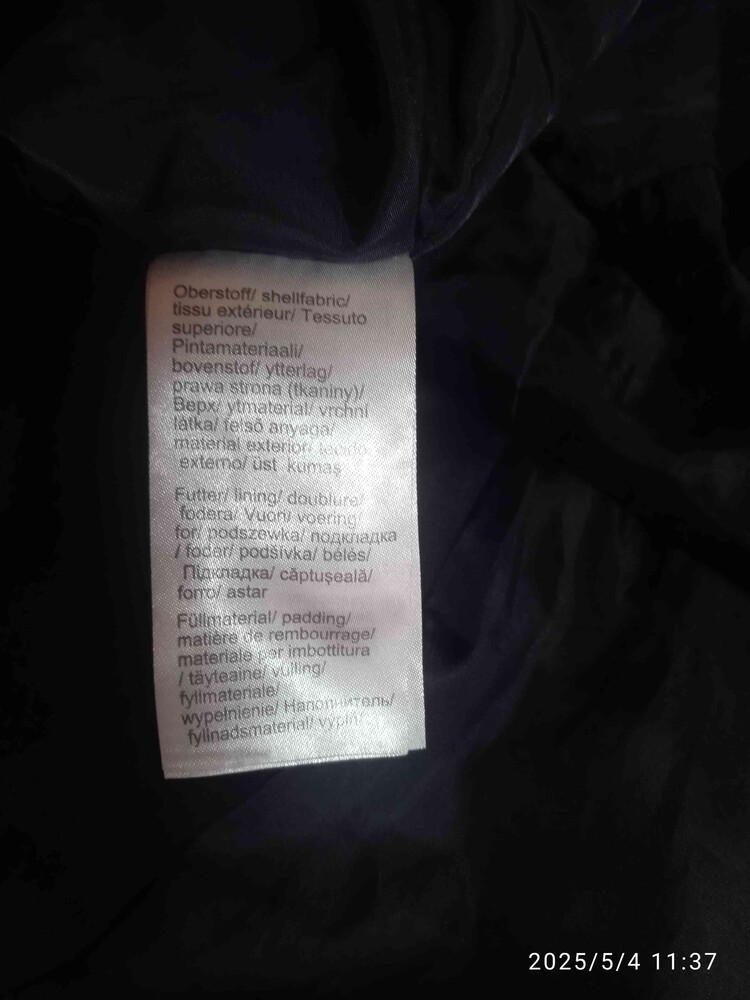 Oberstoff/ shellfabric/
tissu extérieur/ Tessuto
superiore/
Pintamateriaali/
bovenstof/ ytterlag/
prawa strona (tkaniny)/
Верх/ ytmaterial/ vrchní
látka/ felső anyaga/
material exterior/ tecido
externo/ üst kumaş
Futter/ lining/ doublure/
fodera/ Vuori/ voering/
for/ podszewka/ подкладка
/ foder/ podšívka/ bélés/
Підкладка/ căptușeală/
forro/ astar
Füllmaterial/ padding/
matière de rembourrage/
materiale per imbottitura
/ täyteaine/ vulling/
fyllmateriale/
wypełnienie/ Наполнитель/
fyllnadsmaterial/ výplň/
2025/5/4 11:37